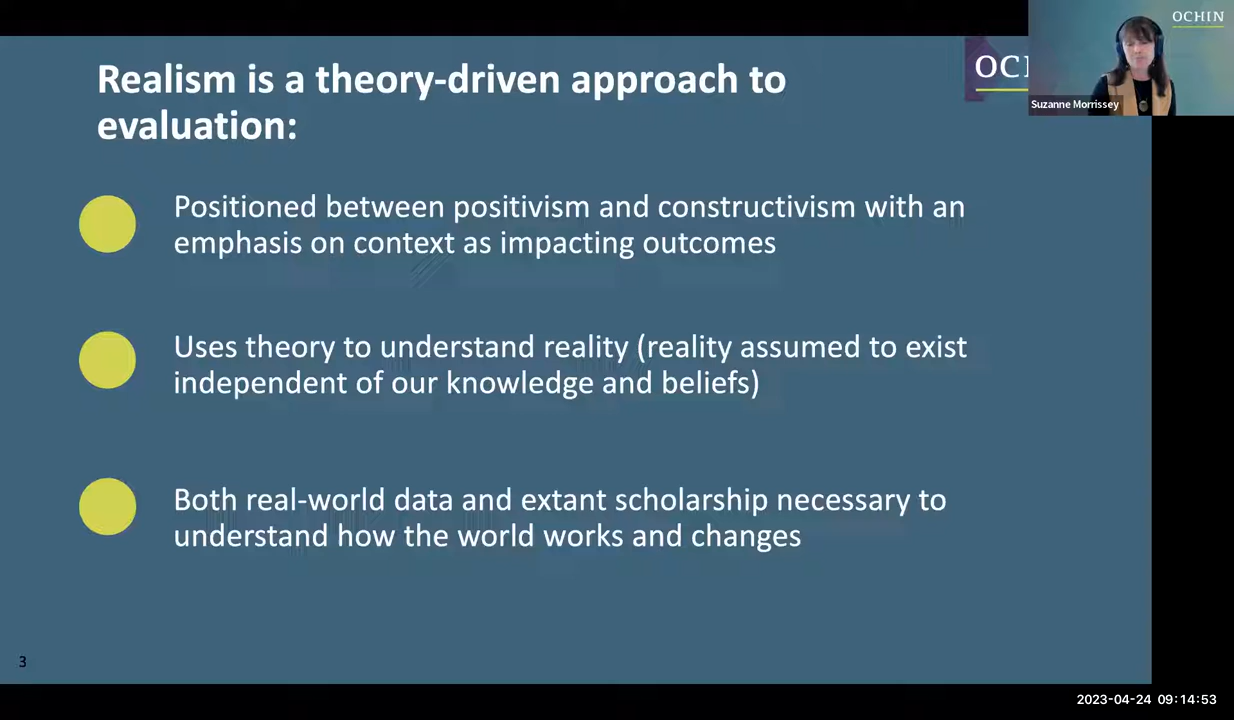 OCHIN
Realism is a theory-driven approach to
evaluation:
OCI
Suzanne Morrissey
Positioned between positivism and constructivism with an
emphasis on context as impacting outcomes
Uses theory to understand reality (reality assumed to exist
independent of our knowledge and beliefs)
Both real-world data and extant scholarship necessary to
understand how the world works and changes
3
2023-04-24 09:14:53